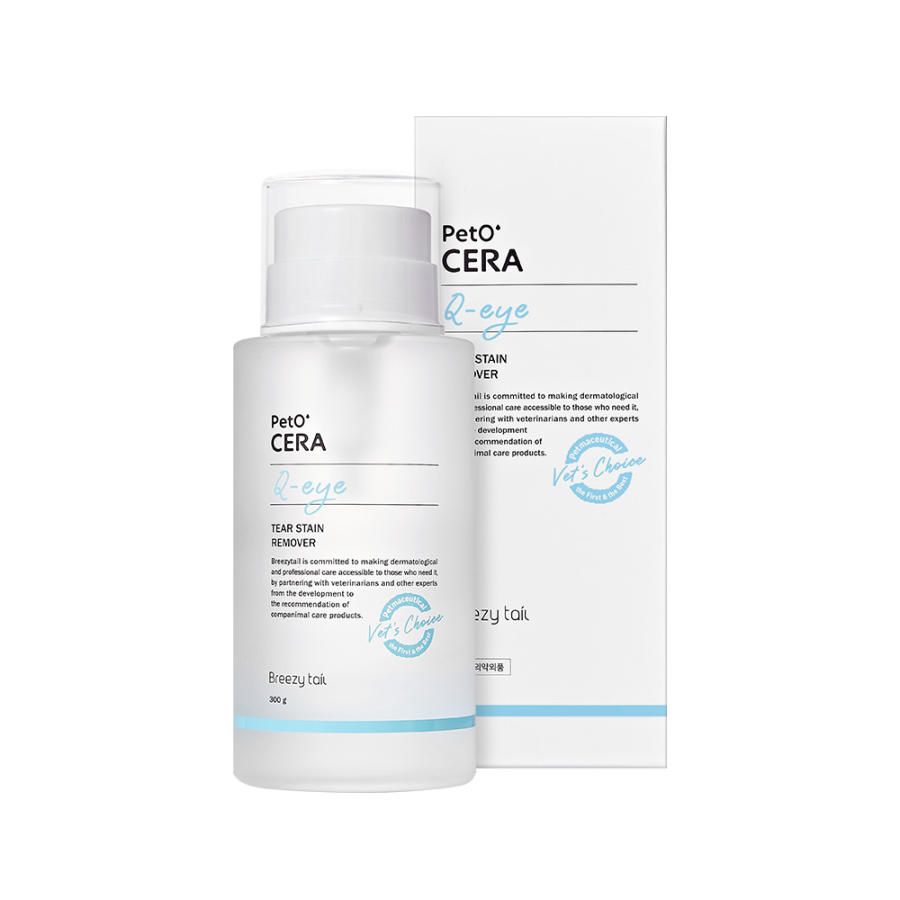 PetO
CERA
Q-eye
TEAR STAIN
REMOVER
Breezytail is committed to making dermatological
and professional care accessible to those who need it,
by partnering with veterinarians and other experts
from the development to
the recommendation of
companimal care products.
Petmaceutical
Vet's Choice
the First & the Best
Breezy tail
300 g
PetO
CERA
Q-eye
STAIN
OVER
ail is committed to making dermatological
essional care accessible to those who need it,
rtnering with veterinarians and other experts
development
commendation of
nimal care products.
Petmaceutical
Vet's Choice
the First & the Best
ezy tail
의약외품